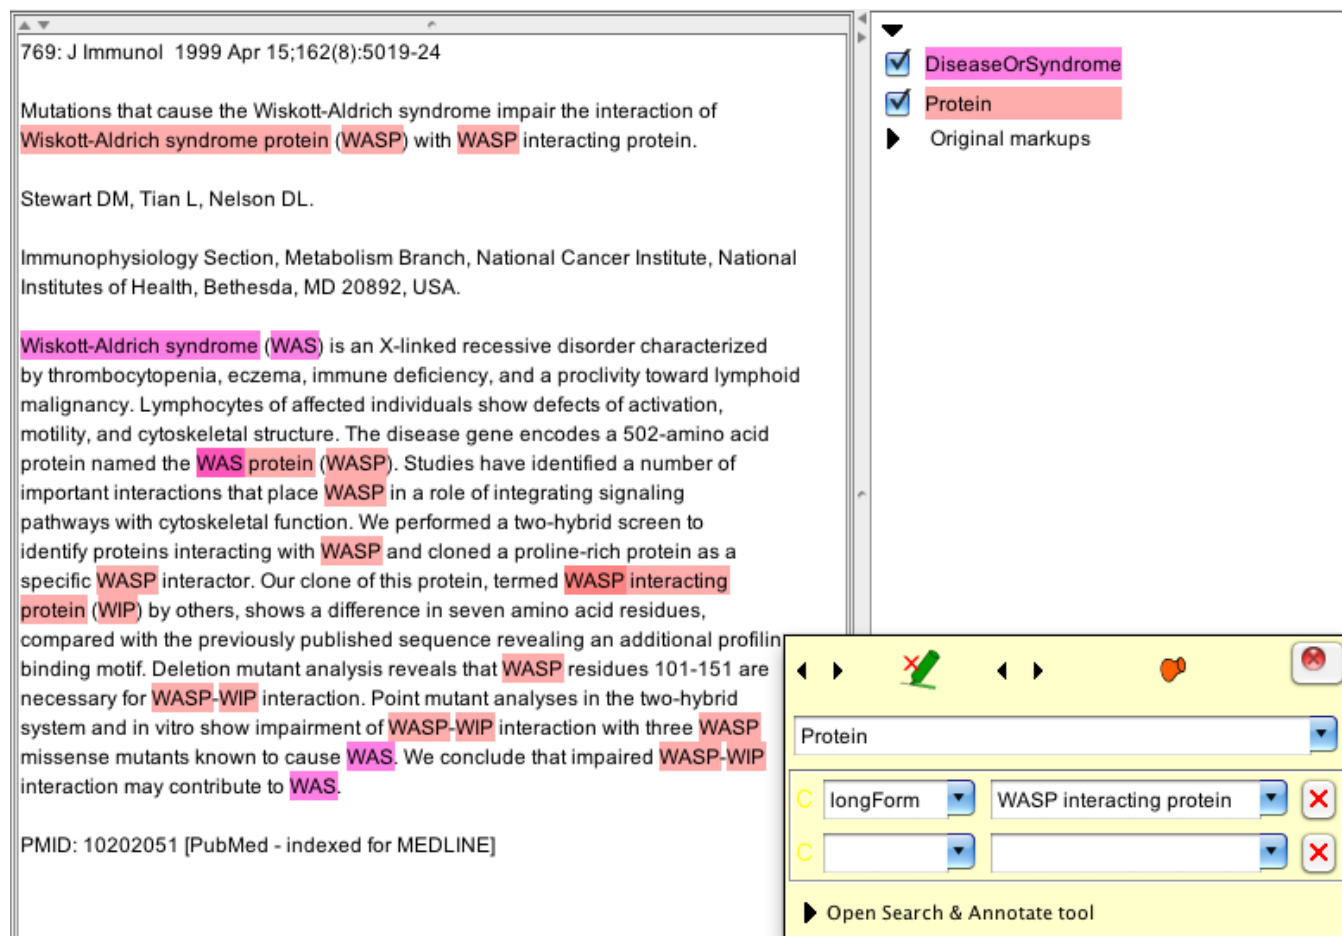 769: J Immunol  1999 Apr 15;162(8):5019-24
Mutations that cause the Wiskott-Aldrich syndrome impair the interaction of
Wiskott-Aldrich syndrome protein (WASP) with WASP interacting protein.
Stewart DM, Tian L, Nelson DL.
Immunophysiology Section, Metabolism Branch, National Cancer Institute, National
Institutes of Health, Bethesda, MD 20892, USA.
Wiskott-Aldrich syndrome (WAS) is an X-linked recessive disorder characterized
by thrombocytopenia, eczema, immune deficiency, and a proclivity toward lymphoid
malignancy. Lymphocytes of affected individuals show defects of activation,
motility, and cytoskeletal structure. The disease gene encodes a 502-amino acid
protein named the WAS protein (WASP). Studies have identified a number of
important interactions that place WASP in a role of integrating signaling
pathways with cytoskeletal function. We performed a two-hybrid screen to
identify proteins interacting with WASP and cloned a proline-rich protein as a
specific WASP interactor. Our clone of this protein, termed WASP interacting
protein (WIP) by others, shows a difference in seven amino acid residues,
compared with the previously published sequence revealing an additional profilin
binding motif. Deletion mutant analysis reveals that WASP residues 101-151 are
necessary for WASP-WIP interaction. Point mutant analyses in the two-hybrid
system and in vitro show impairment of WASP-WIP interaction with three WASP
missense mutants known to cause WAS. We conclude that impaired WASP-WIP
interaction may contribute to WAS.
PMID: 10202051 [PubMed - indexed for MEDLINE]
DiseaseOrSyndrome
Protein
Original markups
Protein
C longForm WASP interacting protein
C
Open Search & Annotate tool